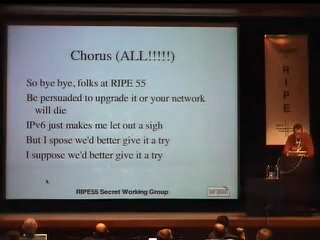 Chorus (ALL!!!!!)
So bye bye, folks at RIPE 55
Be persuaded to upgrade it or your network
will die
IPv6 just makes me let out a sigh
But I spose we'd better give it a try
I suppose we'd better give it a try
RIPE55 Secret Working Group
R
I
P
E